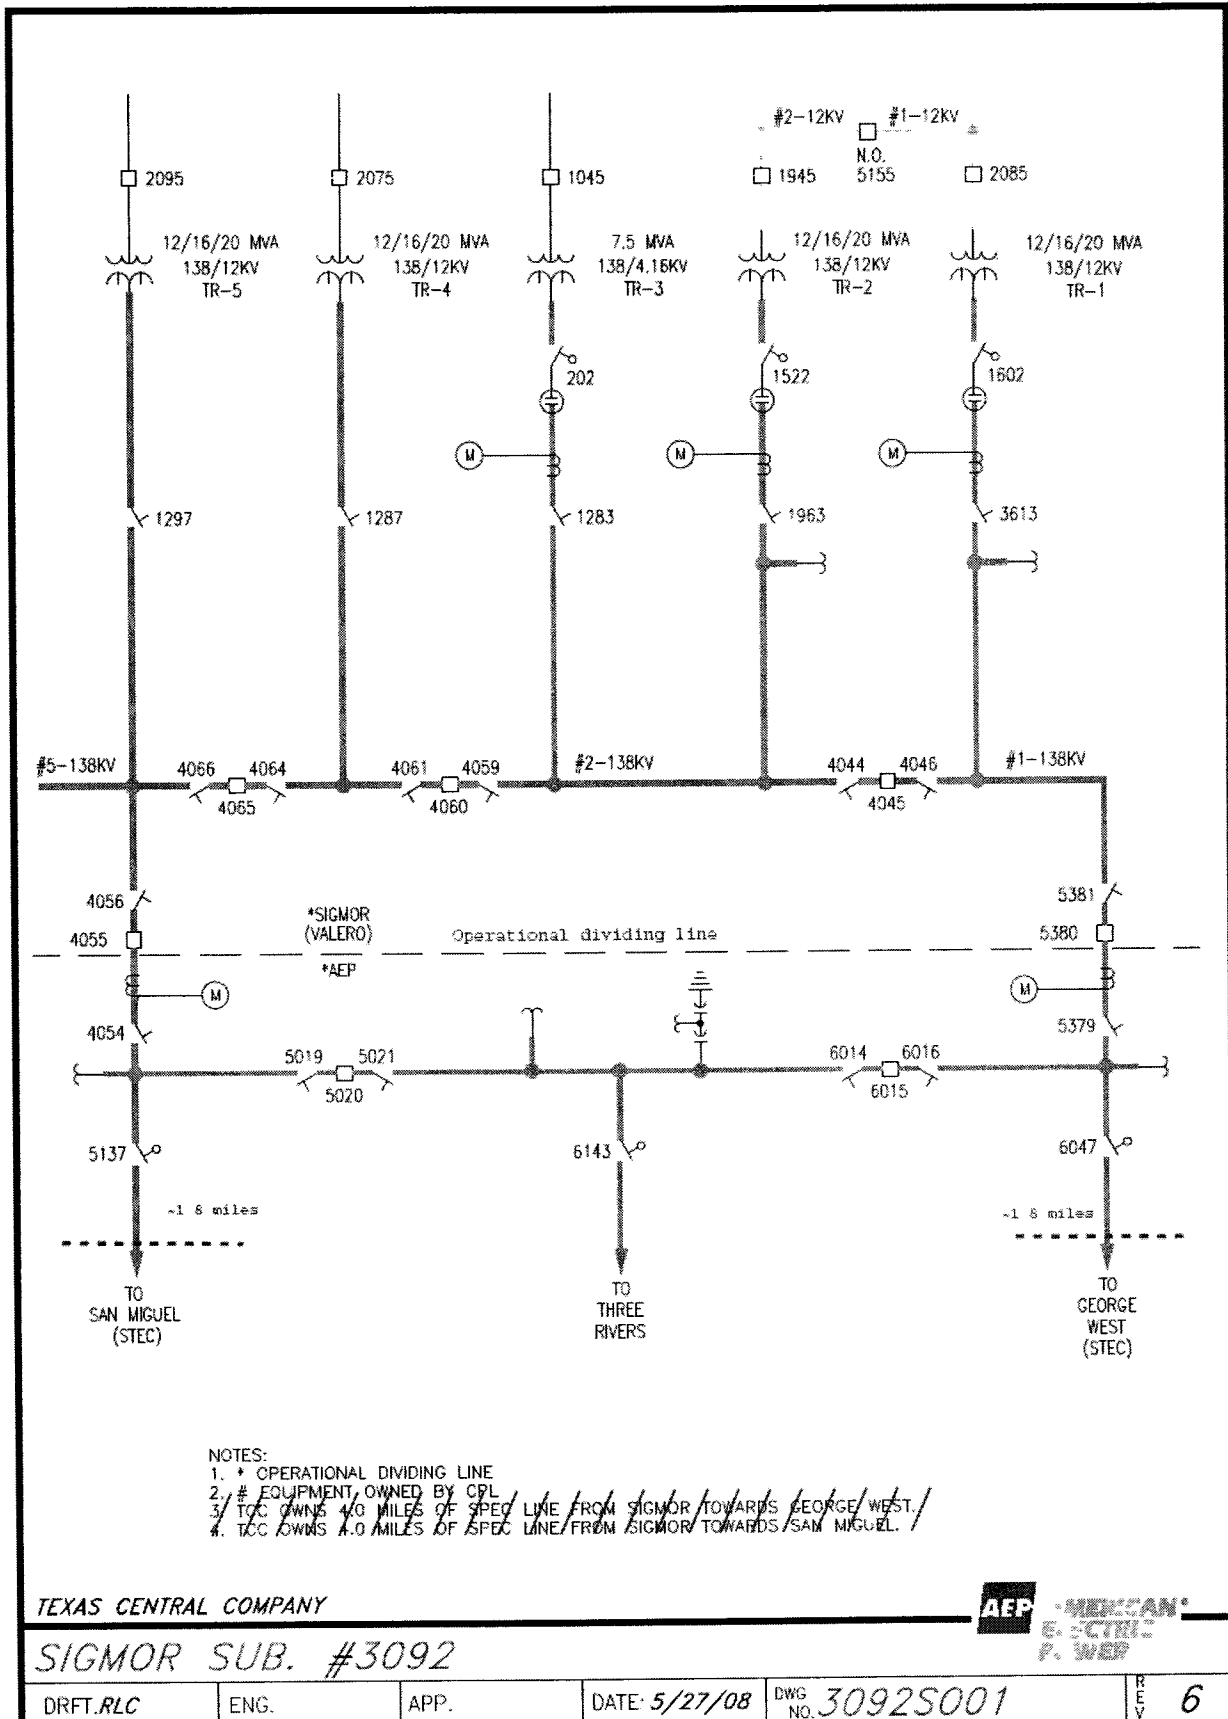 #2-12KV #1-12KV
N.O.
5155
2095
2075
1045
1945
2085
12/16/20 MVA
138/12KV
TR-5
12/16/20 MVA
138/12KV
TR-4
7.5 MVA
138/4.16KV
TR-3
12/16/20 MVA
138/12KV
TR-2
12/16/20 MVA
138/12KV
TR-1
202
1522
1602
M
M
M
1297
1287
1283
1963
3613
#5-138KV
4066 4064
4065
4061 4059
4060
#2-138KV
4044 4046
4045
#1-138KV
4056
4055
5381
5380
*SIGMOR
(VALERO)
Operational dividing line
*AEP
M
M
4054
5379
5019 5021
5020
6014 6016
6015
5137
6143
6047
~1 8 miles
~1 8 miles
TO
SAN MIGUEL
(STEC)
TO
THREE
RIVERS
TO
GEORGE
WEST
(STEC)
NOTES:
1. * OPERATIONAL DIVIDING LINE
2. # EQUIPMENT OWNED BY CPL
3. TCC OWNS 4.0 MILES OF SPEC LINE FROM SIGMOR TOWARDS GEORGE WEST.
4. TCC OWNS 4.0 MILES OF SPEC LINE FROM SIGMOR TOWARDS SAN MIGUEL.
TEXAS CENTRAL COMPANY
AEP AMERICAN
ELECTRIC
POWER
SIGMOR SUB. #3092
DRFT.RLC
ENG.
APP.
DATE: 5/27/08
DWG NO. 3092S001
REV 6